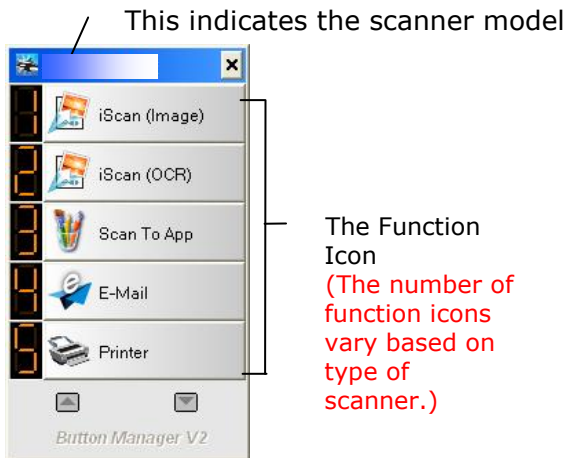 This indicates the scanner model
1 iScan (Image)
2 iScan (OCR)
3 Scan To App
4 E-Mail
5 Printer
Button Manager V2
The Function
Icon
(The number of
function icons
vary based on
type of
scanner.)